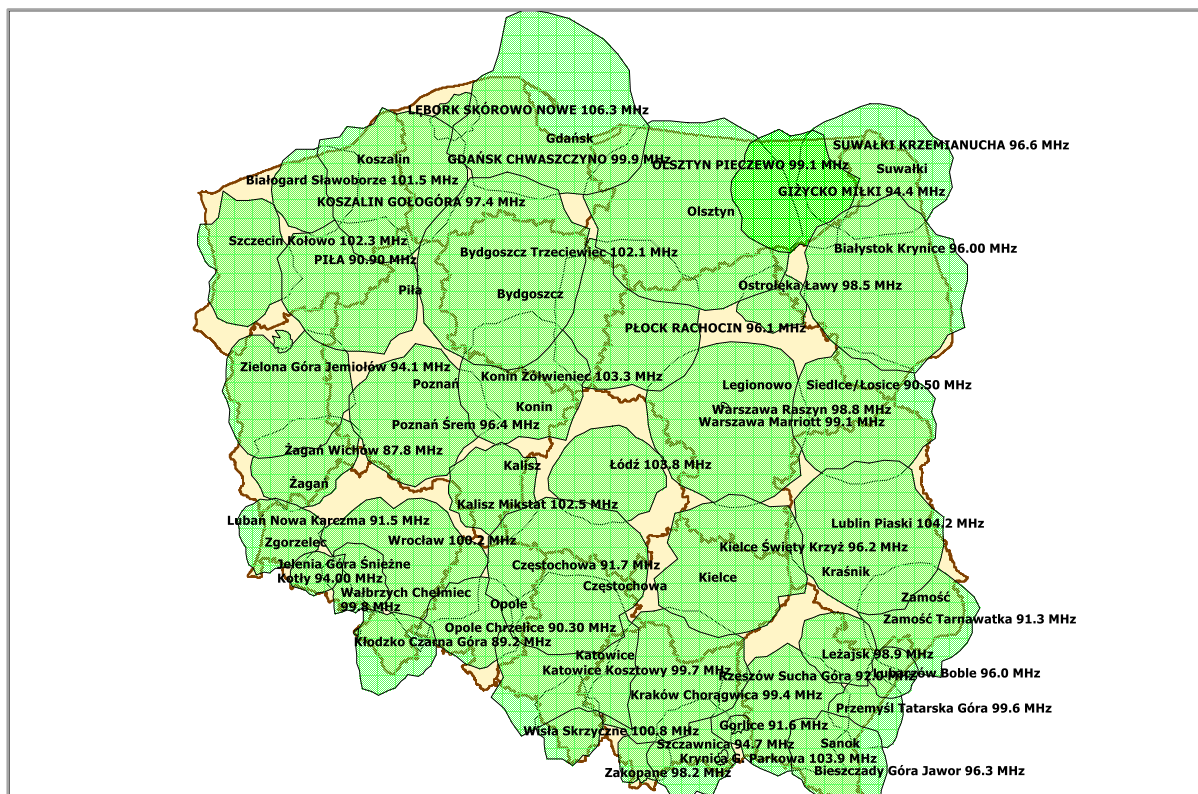 LĘBORK SKÓROWO NOWE 106.3 MHz
Gdańsk
SUWAŁKI KRZEMIANUCHA 96.6 MHz
Koszalin
GDAŃSK CHWASZCZYNO 99.9 MHz
OLSZTYN PIECZEWO 99.1 MHz
Suwałki
Białogard Sławoborze 101.5 MHz
GIŻYCKO MIŁKI 94.4 MHz
KOSZALIN GOŁOGÓRA 97.4 MHz
Olsztyn
Szczecin Kołowo 102.3 MHz
Białystok Krynice 96.00 MHz
Bydgoszcz Trzeciewiec 102.1 MHz
PIŁA 90.90 MHz
Ostrołęka Ławy 98.5 MHz
Piła
Bydgoszcz
PŁOCK RACHOCIN 96.1 MHz
Zielona Góra Jemiołów 94.1 MHz
Konin Żółwieniec 103.3 MHz
Poznań
Legionowo
Siedlce/Łosice 90.50 MHz
Konin
Warszawa Raszyn 98.8 MHz
Warszawa Marriott 99.1 MHz
Poznań Śrem 96.4 MHz
Żagań Wichów 87.8 MHz
Kalisz
Łódź 103.8 MHz
Żagań
Kalisz Mikstat 102.5 MHz
Lubań Nowa Karczma 91.5 MHz
Lublin Piaski 104.2 MHz
Zgorzelec
Wrocław 100.2 MHz
Kielce Święty Krzyż 96.2 MHz
Jelenia Góra Śnieżne
Kotły 94.00 MHz
Częstochowa 91.7 MHz
Kraśnik
Kielce
Częstochowa
Wałbrzych Chełmiec
99.8 MHz
Zamość
Opole
Zamość Tarnawatka 91.3 MHz
Opole Chrzelice 90.30 MHz
Kłodzko Czarna Góra 89.2 MHz
Katowice
Leżajsk 98.9 MHz
Katowice Kosztowy 99.7 MHz
Rzeszów Sucha Góra 92.0 MHz
Lubaczów Boble 96.0 MHz
Kraków Chorągwica 99.4 MHz
Przemyśl Tatarska Góra 99.6 MHz
Gorlice 91.6 MHz
Wisła Skrzyczne 100.8 MHz
Szczawnica 94.7 MHz
Sanok
Krynica G. Parkowa 103.9 MHz
Zakopane 98.2 MHz
Bieszczady Góra Jawor 96.3 MHz